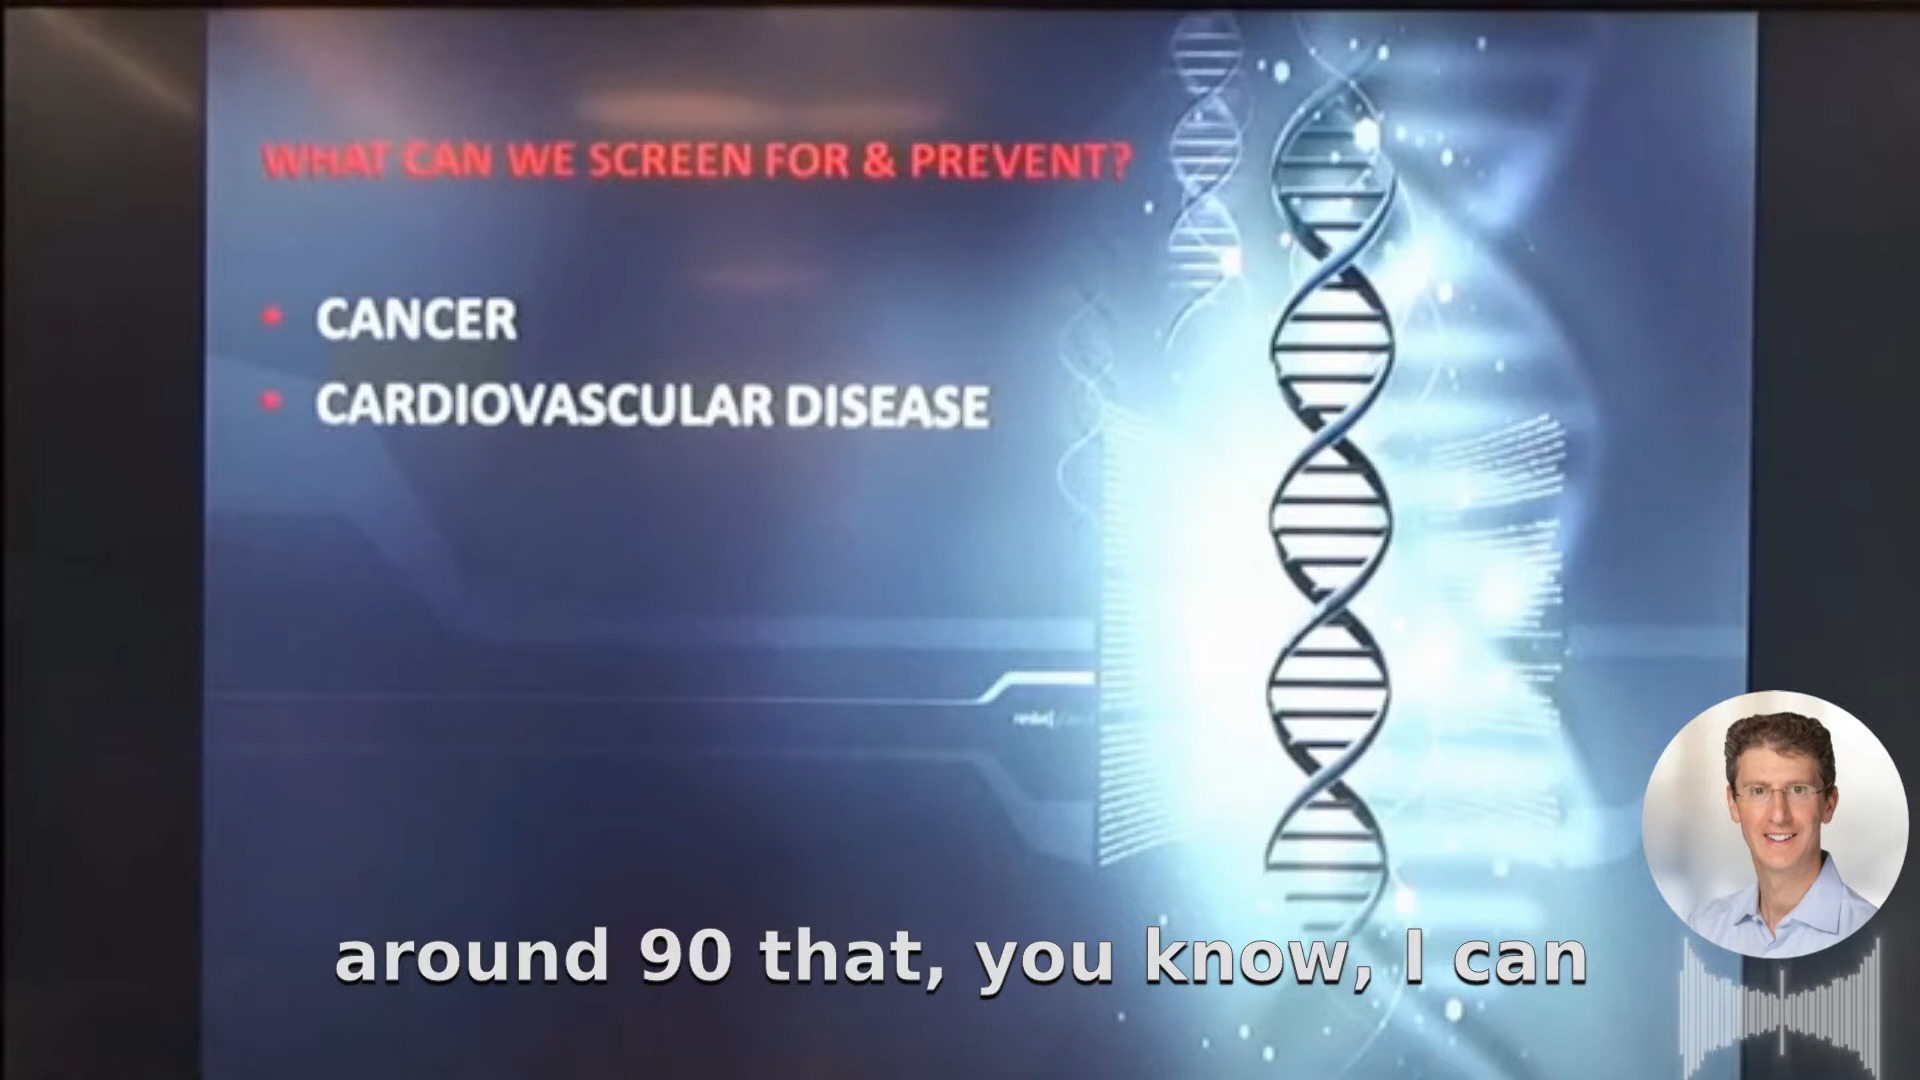 WHAT CAN WE SCREEN FOR & PREVENT?
• CANCER
• CARDIOVASCULAR DISEASE
around 90 that, you know, I can